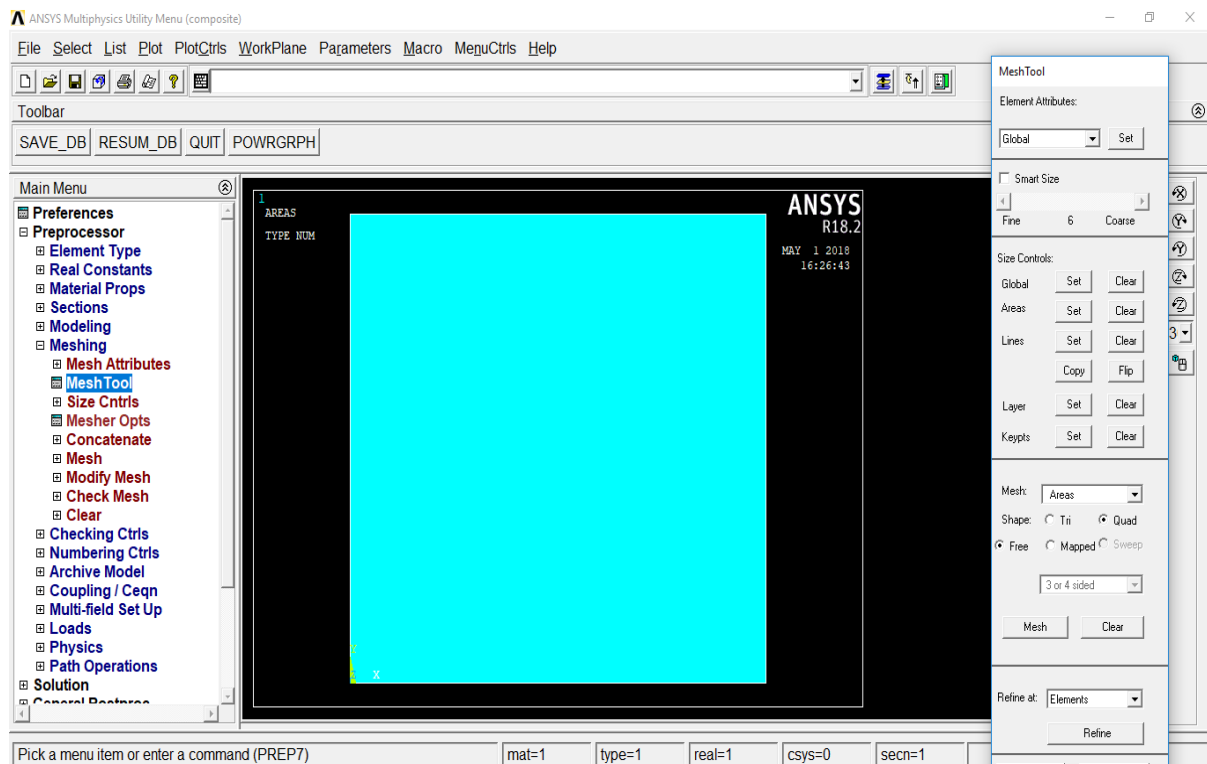 ANSYS Multiphysics Utility Menu (composite)
File Select List Plot PlotCtrls WorkPlane Parameters Macro MenuCtrls Help
Toolbar
SAVE_DB RESUM_DB QUIT POWRGRPH
Main Menu
Preferences
Preprocessor
Element Type
Real Constants
Material Props
Sections
Modeling
Meshing
Mesh Attributes
MeshTool
Size Cntrls
Mesher Opts
Concatenate
Mesh
Modify Mesh
Check Mesh
Clear
Checking Ctrls
Numbering Ctrls
Archive Model
Coupling / Ceqn
Multi-field Set Up
Loads
Physics
Path Operations
Solution
General Postproc
1
AREAS
TYPE NUM
ANSYS
R18.2
MAY 1 2018
16:26:43
Y
Z X
MeshTool
Element Attributes:
Global Set
Smart Size
Fine 6 Coarse
Size Controls:
Global Set Clear
Areas Set Clear
Lines Set Clear
Copy Flip
Layer Set Clear
Keypts Set Clear
Mesh: Areas
Shape: Tri Quad
Free Mapped Sweep
3 or 4 sided
Mesh Clear
Refine at: Elements
Refine
3
Pick a menu item or enter a command (PREP7) mat=1 type=1 real=1 csys=0 secn=1